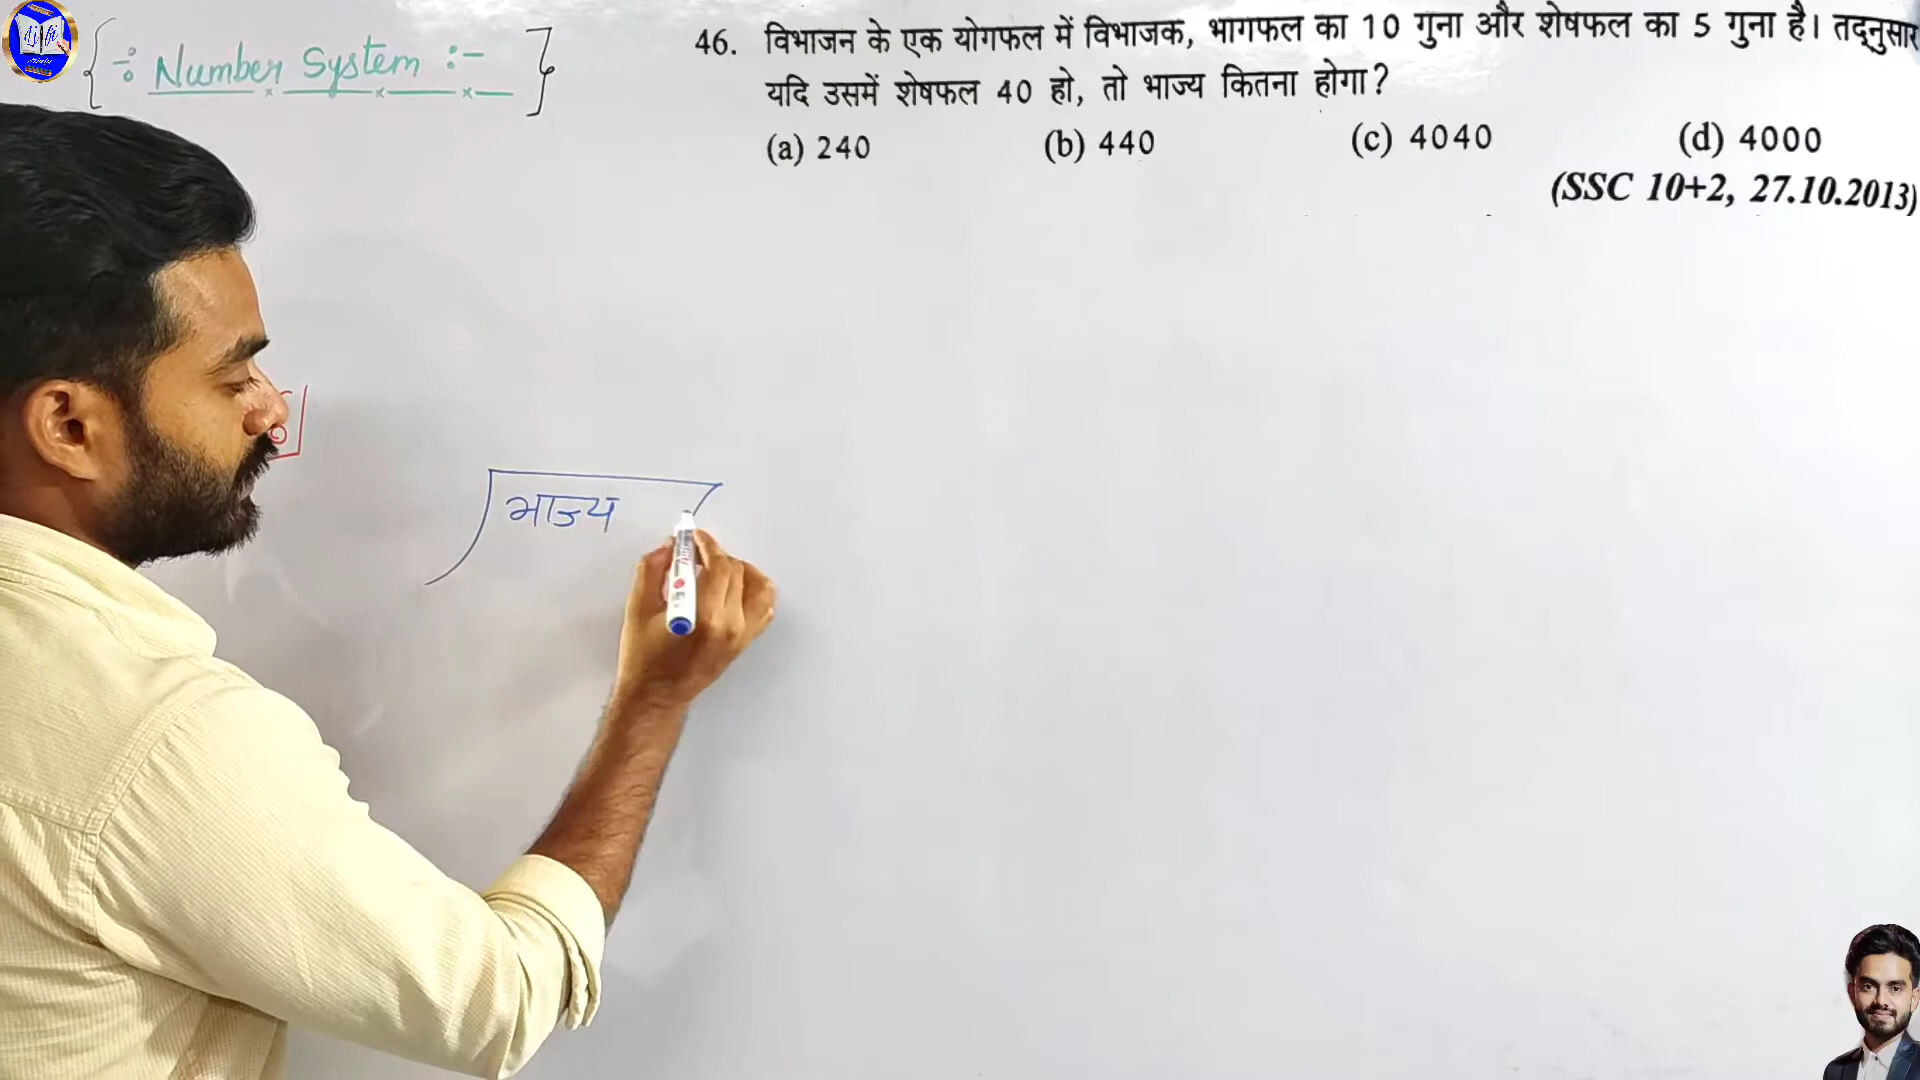 ÷ Number System :-
46. विभाजन के एक योगफल में विभाजक, भागफल का 10 गुना और शेषफल का 5 गुना है। तद्नुसार
यदि उसमें शेषफल 40 हो, तो भाज्य कितना होगा?
(a) 240 (b) 440 (c) 4040 (d) 4000
(SSC 10+2, 27.10.2013)
भाज्य